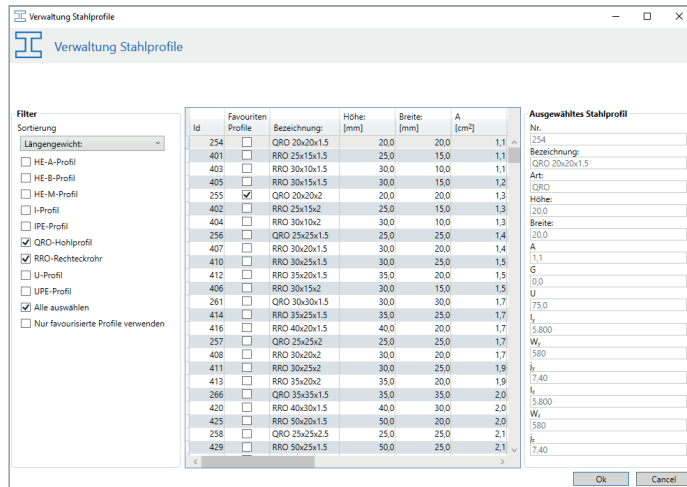 Verwaltung Stahlprofile
Verwaltung Stahlprofile
Filter
Sortierung
Längengewicht:
HE-A-Profil
HE-B-Profil
HE-M-Profil
I-Profil
IPE-Profil
QRO-Hohlprofil
RRO-Rechteckrohr
U-Profil
UPE-Profil
Alle auswählen
Nur favourisierte Profile verwenden
Favouriten Höhe: Breite: A
Id Profile Bezeichnung: [mm] [mm] [cm²]
254 QRO 20x20x1.5 20,0 20,0 1,1
401 RRO 25x15x1.5 25,0 15,0 1,1
403 RRO 30x10x1.5 30,0 10,0 1,1
405 RRO 30x15x1.5 30,0 15,0 1,2
255 QRO 20x20x2 20,0 20,0 1,3
402 RRO 25x15x2 25,0 15,0 1,3
404 RRO 30x10x2 30,0 10,0 1,3
256 QRO 25x25x1.5 25,0 25,0 1,4
407 RRO 30x20x1.5 30,0 20,0 1,4
410 RRO 30x25x1.5 30,0 25,0 1,5
412 RRO 35x20x1.5 35,0 20,0 1,5
406 RRO 30x15x2 30,0 15,0 1,5
261 QRO 30x30x1.5 30,0 30,0 1,7
414 RRO 35x25x1.5 35,0 25,0 1,7
416 RRO 40x20x1.5 40,0 20,0 1,7
257 QRO 25x25x2 25,0 25,0 1,7
408 RRO 30x20x2 30,0 20,0 1,7
411 RRO 30x25x2 30,0 25,0 1,9
413 RRO 35x20x2 35,0 20,0 1,9
266 QRO 35x35x1.5 35,0 35,0 2,0
420 RRO 40x30x1.5 40,0 30,0 2,0
425 RRO 50x20x1.5 50,0 20,0 2,0
258 QRO 25x25x2.5 25,0 25,0 2,1
429 RRO 50x25x1.5 50,0 25,0 2,1
Ausgewähltes Stahlprofil
Nr.
254
Bezeichnung:
QRO 20x20x1.5
Art:
QRO
Höhe:
20,0
Breite:
20,0
A
1,1
G
0,0
U
75,0
Iy
5.800
Wy
580
jy
7,40
Iz
5.800
Wz
580
jz
7,40
Ok Cancel